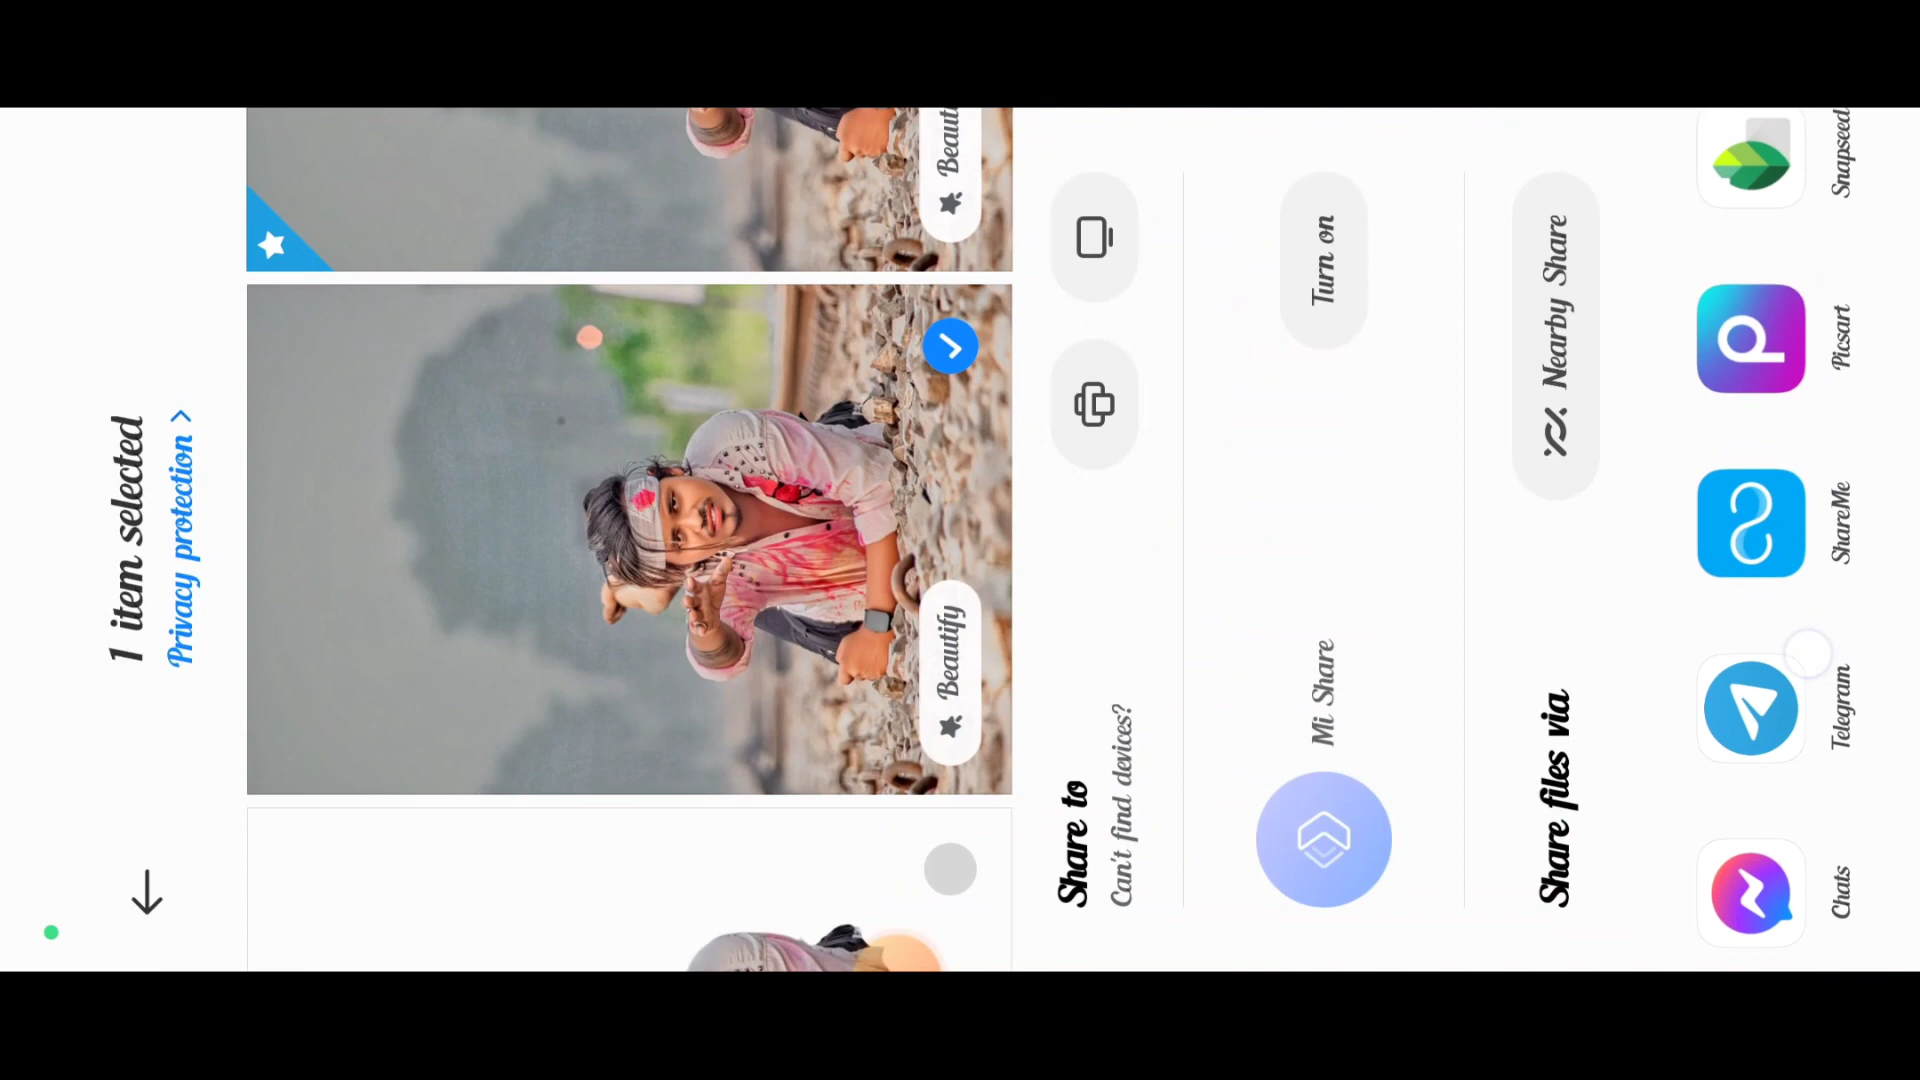 1 item selected
Privacy protection >
Beautify
Beaut
Share to
Can't find devices?
Mi Share
Turn on
Share files via
Nearby Share
Chats
Telegram
ShareMe
Picsart
Snapseed